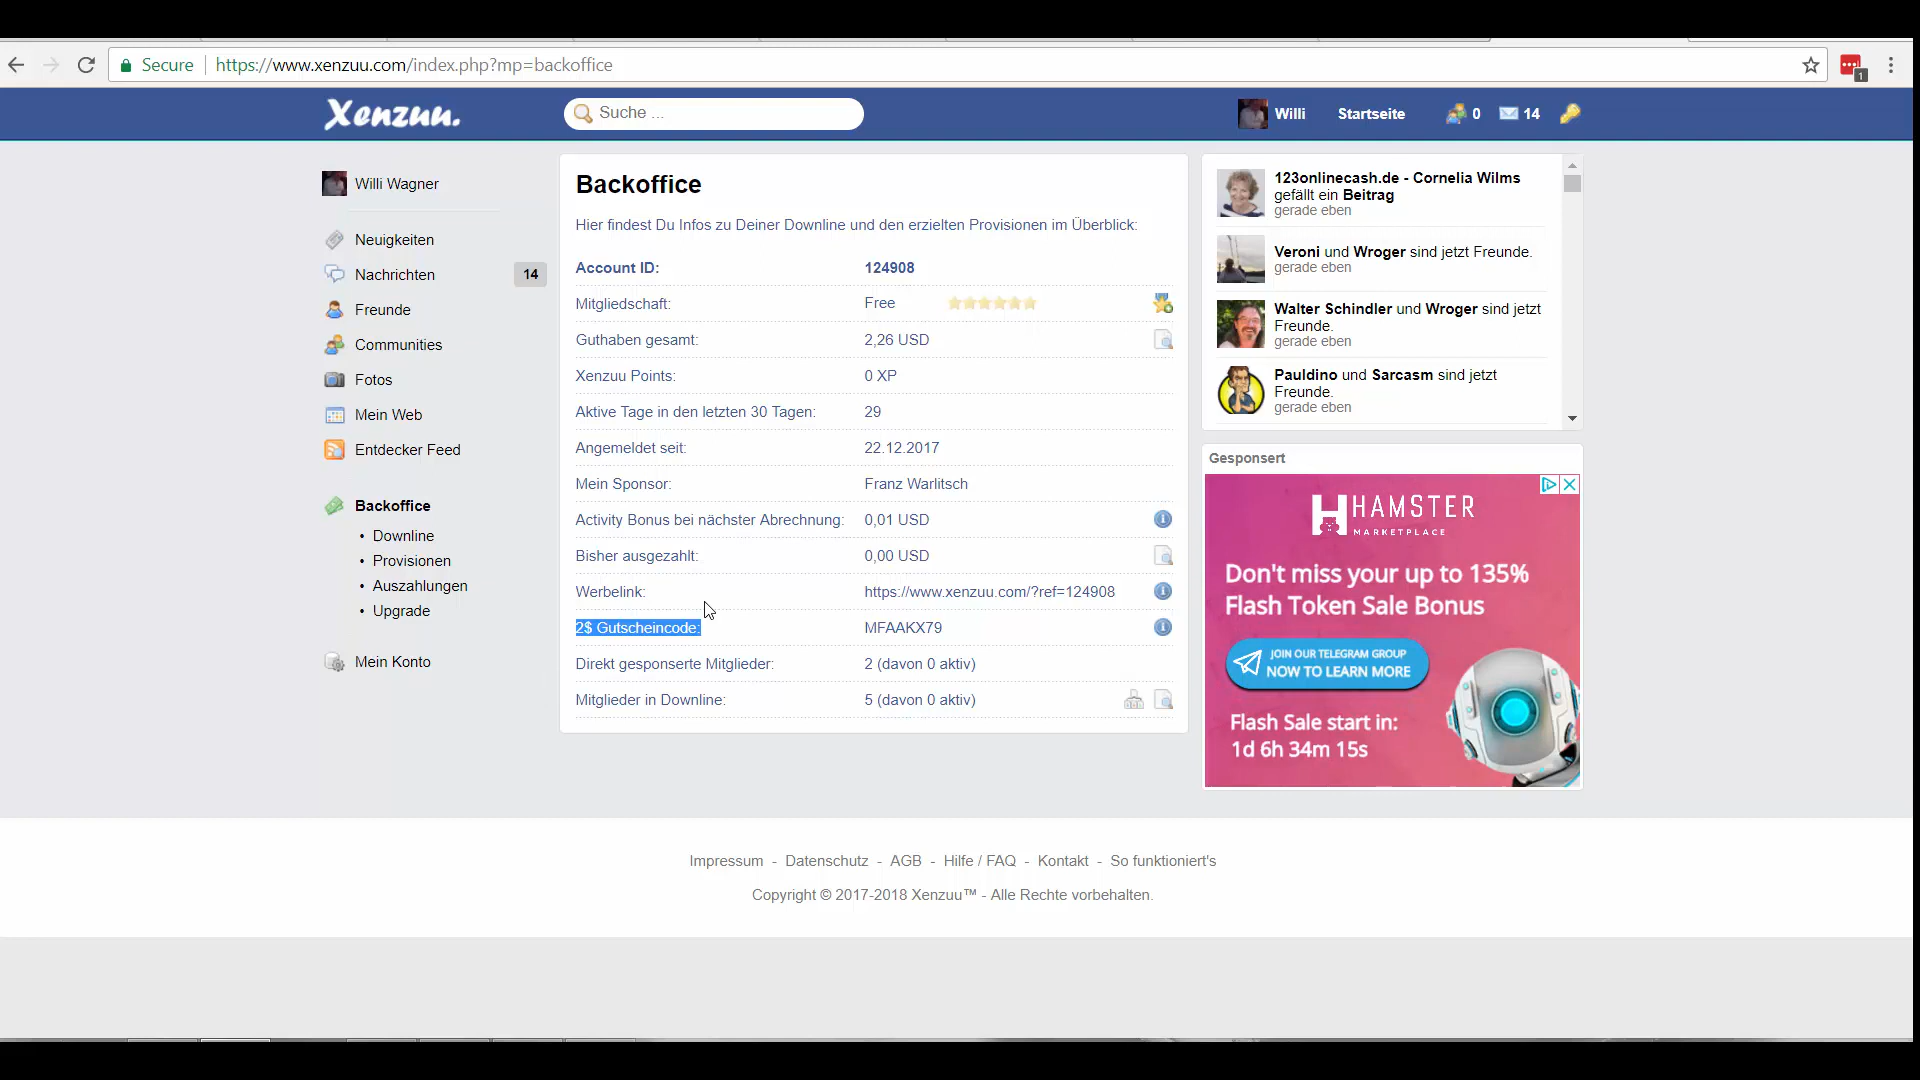 Secure https://www.xenzuu.com/index.php?mp=backoffice
1
Xenzuu.
Suche ...
Willi Startseite 0 14
Willi Wagner
Neuigkeiten
Nachrichten 14
Freunde
Communities
Fotos
Mein Web
Entdecker Feed
Backoffice
• Downline
• Provisionen
• Auszahlungen
• Upgrade
Mein Konto
Backoffice
Hier findest Du Infos zu Deiner Downline und den erzielten Provisionen im Überblick:
Account ID: 124908
Mitgliedschaft: Free
Guthaben gesamt: 2,26 USD
Xenzuu Points: 0 XP
Aktive Tage in den letzten 30 Tagen: 29
Angemeldet seit: 22.12.2017
Mein Sponsor: Franz Warlitsch
Activity Bonus bei nächster Abrechnung: 0,01 USD
Bisher ausgezahlt: 0,00 USD
Werbelink: https://www.xenzuu.com/?ref=124908
2$ Gutscheincode: MFAAKX79
Direkt gesponserte Mitglieder: 2 (davon 0 aktiv)
Mitglieder in Downline: 5 (davon 0 aktiv)
123onlinecash.de - Cornelia Wilms
gefällt ein Beitrag
gerade eben
Veroni und Wroger sind jetzt Freunde.
gerade eben
Walter Schindler und Wroger sind jetzt
Freunde.
gerade eben
Pauldino und Sarcasm sind jetzt
Freunde.
gerade eben
Gesponsert
HAMSTER
MARKETPLACE
Don't miss your up to 135%
Flash Token Sale Bonus
JOIN OUR TELEGRAM GROUP
NOW TO LEARN MORE
Flash Sale start in:
1d 6h 34m 15s
Impressum - Datenschutz - AGB - Hilfe / FAQ - Kontakt - So funktioniert's
Copyright © 2017-2018 Xenzuu™ - Alle Rechte vorbehalten.